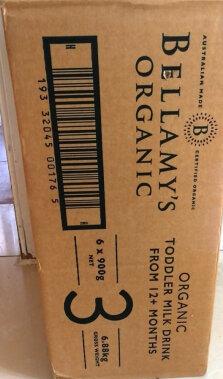 AUSTRALIAN MADE
B
CERTIFIED ORGANIC
BELLAMY'S
ORGANIC
ORGANIC
TODDLER MILK DRINK
FROM 12+ MONTHS
193 32045 00176 5
6 x 900g
NET
3
6.88kg
GROSS WEIGHT